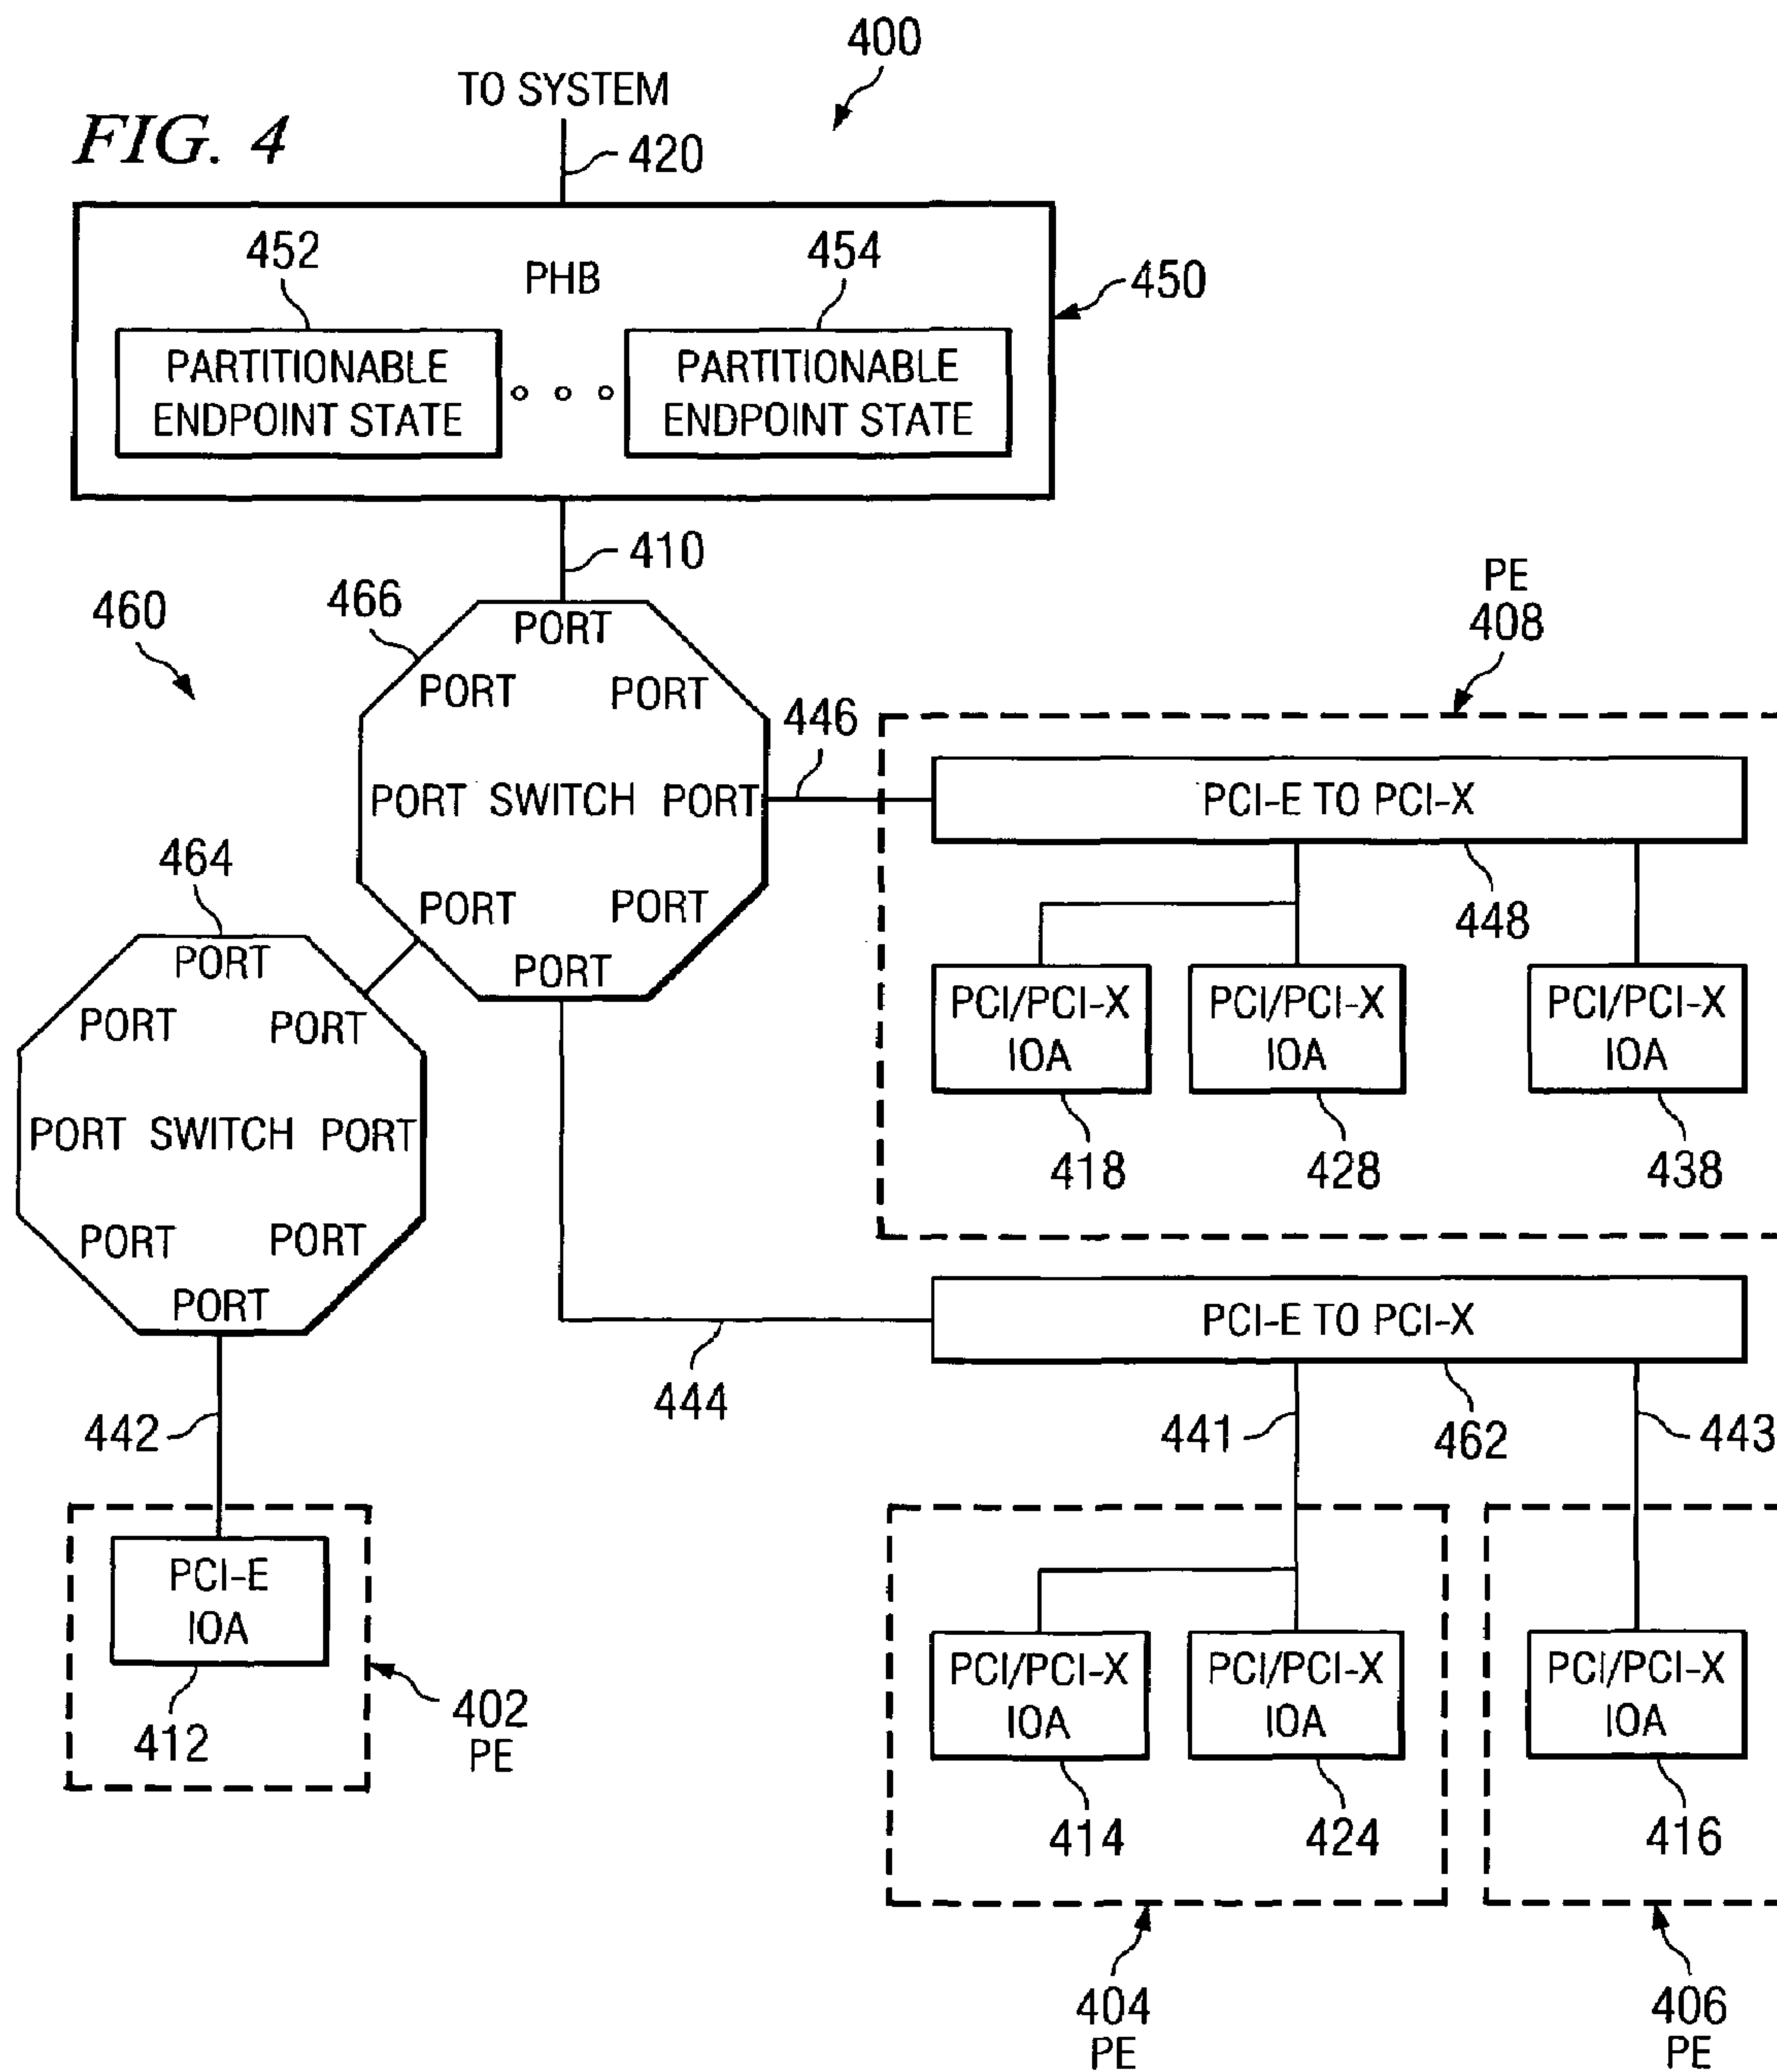 FIG. 4
400
TO SYSTEM
420
452
PHB
454
450
PARTITIONABLE
ENDPOINT STATE
PARTITIONABLE
ENDPOINT STATE
410
460
466
PORT
PORT
PORT
PORT SWITCH PORT
PORT
PORT
PORT
446
PE
408
PCI-E TO PCI-X
448
PCI/PCI-X
IOA
PCI/PCI-X
IOA
PCI/PCI-X
IOA
418
428
438
464
PORT
PORT
PORT
PORT SWITCH PORT
PORT
PORT
PORT
444
PCI-E TO PCI-X
442
441
462
443
PCI-E
IOA
412
402
PE
PCI/PCI-X
IOA
PCI/PCI-X
IOA
PCI/PCI-X
IOA
414
424
416
404
PE
406
PE